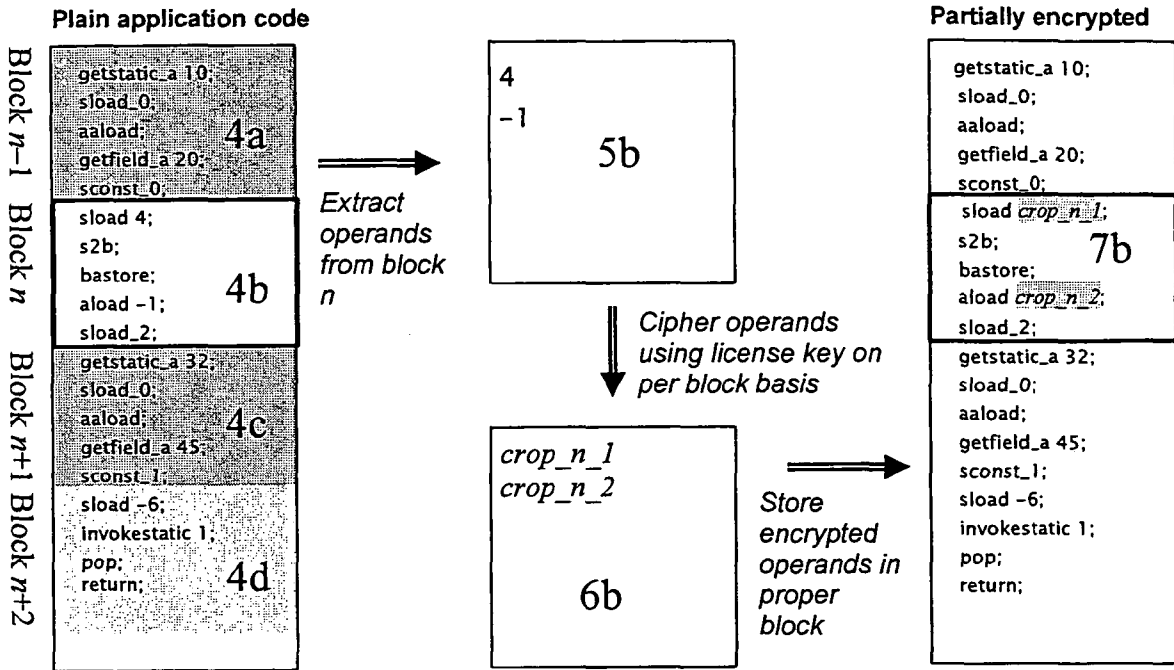 Plain application code
Block n–1
Block n
Block n+1
Block n+2
getstatic_a 10;
sload_0;
aaload;
getfield_a 20;
sconst_0;
4a
sload 4;
s2b;
bastore;
aload -1;
sload_2;
4b
getstatic_a 32;
sload_0;
aaload;
getfield_a 45;
sconst_1;
4c
sload -6;
invokestatic 1;
pop;
return;
4d
Extract
operands
from block
n
4
-1
5b
Cipher operands
using license key on
per block basis
crop_n_1
crop_n_2
6b
Store
encrypted
operands in
proper
block
Partially encrypted
getstatic_a 10;
sload_0;
aaload;
getfield_a 20;
sconst_0;
sload crop_n_1;
s2b;
bastore;
aload crop_n_2;
sload_2;
7b
getstatic_a 32;
sload_0;
aaload;
getfield_a 45;
sconst_1;
sload -6;
invokestatic 1;
pop;
return;